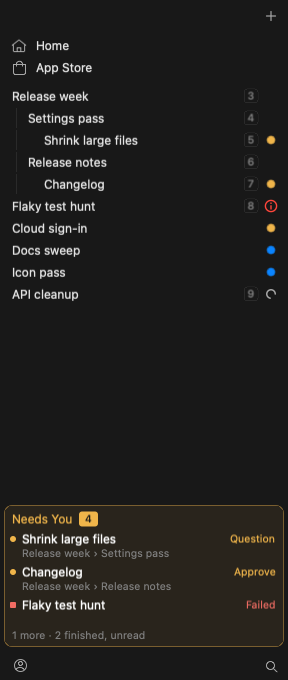 Home
App Store
Release week 3
Settings pass 4
Shrink large files 5
Release notes 6
Changelog 7
Flaky test hunt 8
Cloud sign-in
Docs sweep
Icon pass
API cleanup 9
Needs You 4
Shrink large files Question
Release week › Settings pass
Changelog Approve
Release week › Release notes
Flaky test hunt Failed
1 more · 2 finished, unread